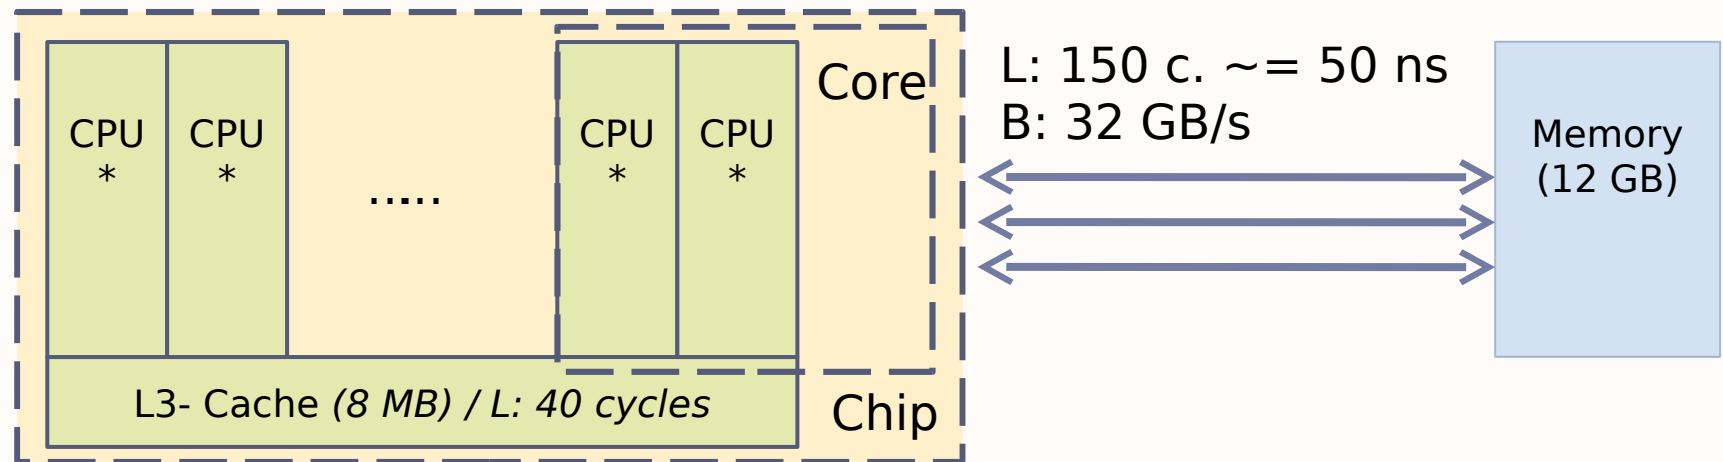 CPU
*
CPU
*
.....
CPU
*
CPU
*
Core
L3- Cache (8 MB) / L: 40 cycles
Chip
L: 150 c. ~= 50 ns
B: 32 GB/s
Memory
(12 GB)